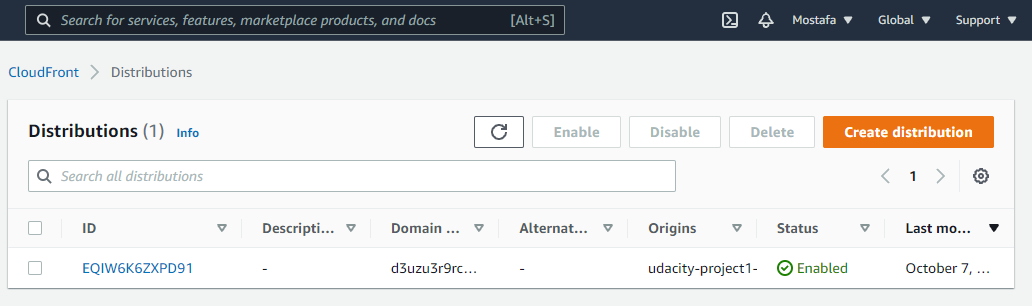 Search for services, features, marketplace products, and docs [Alt+S] Mostafa Global Support
CloudFront Distributions
Distributions (1) Info Enable Disable Delete Create distribution
Search all distributions 1
ID Descripti... Domain ... Alternat... Origins Status Last mo...
EQIW6K6ZXPD91 - d3uzu3r9rc... - udacity-project1- Enabled October 7, ...